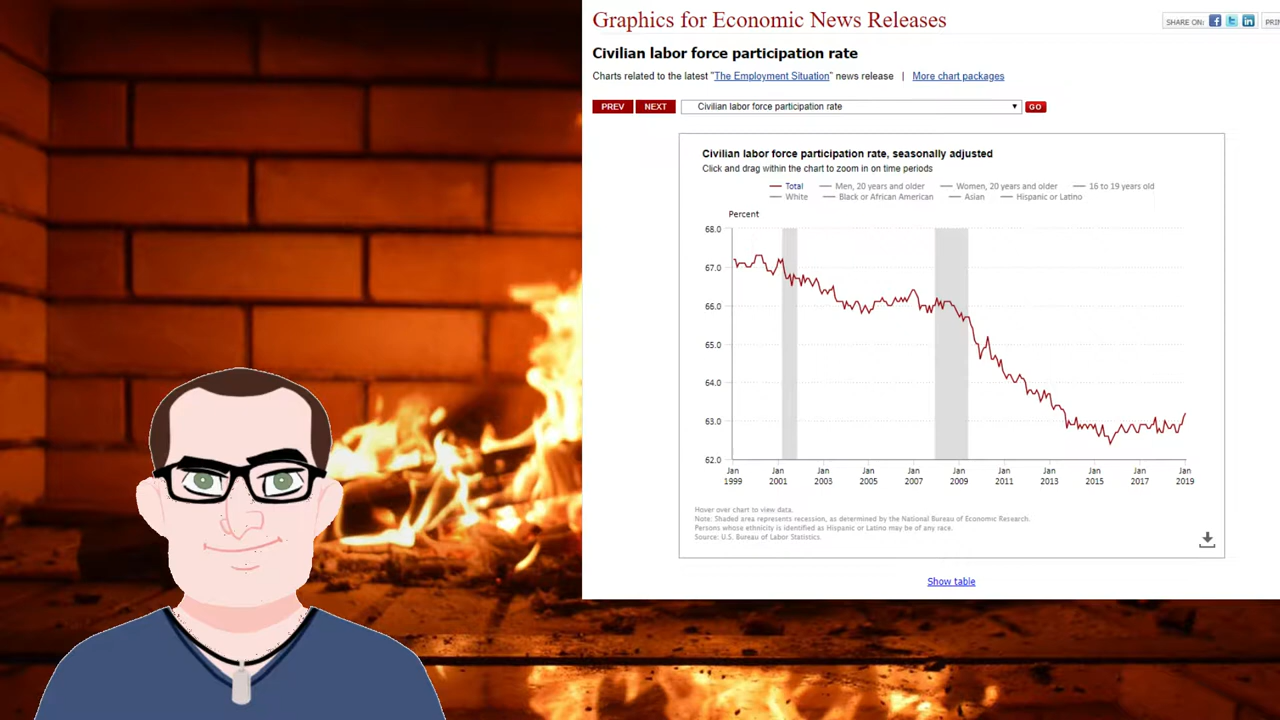 Graphics for Economic News Releases
SHARE ON:
PRIN
Civilian labor force participation rate
Charts related to the latest "The Employment Situation" news release | More chart packages
PREV NEXT Civilian labor force participation rate GO
Civilian labor force participation rate, seasonally adjusted
Click and drag within the chart to zoom in on time periods
Total Men, 20 years and older Women, 20 years and older 16 to 19 years old
White Black or African American Asian Hispanic or Latino
Percent
68.0
67.0
66.0
65.0
64.0
63.0
62.0
Jan Jan Jan Jan Jan Jan Jan Jan Jan Jan Jan
1999 2001 2003 2005 2007 2009 2011 2013 2015 2017 2019
Hover over chart to view data.
Note: Shaded area represents recession, as determined by the National Bureau of Economic Research.
Persons whose ethnicity is identified as Hispanic or Latino may be of any race.
Source: U.S. Bureau of Labor Statistics.
Show table